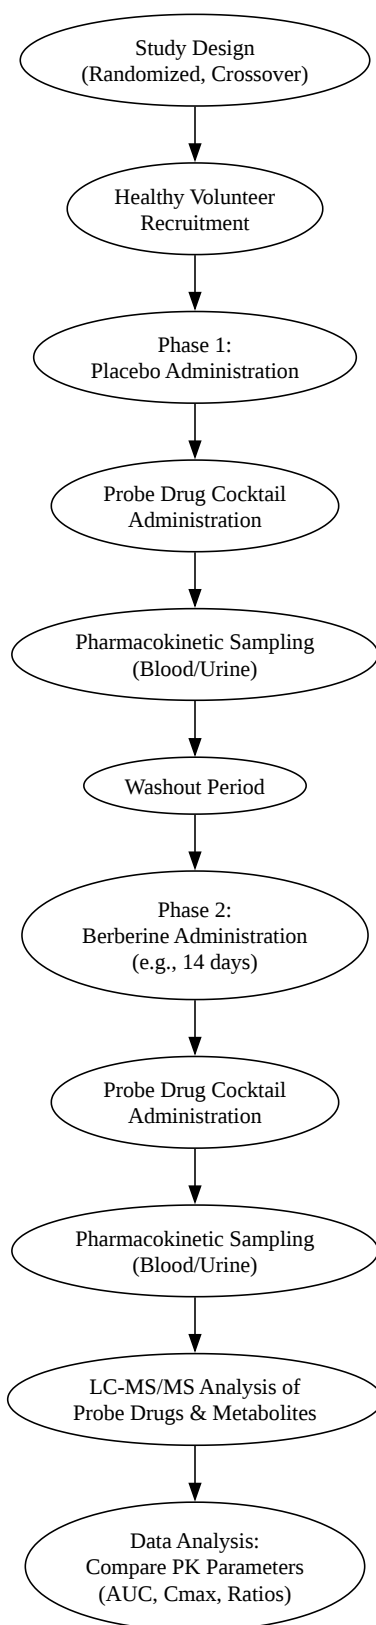 Study Design
(Randomized, Crossover)
Healthy Volunteer
Recruitment
Phase 1:
Placebo Administration
Probe Drug Cocktail
Administration
Pharmacokinetic Sampling
(Blood/Urine)
Washout Period
Phase 2:
Berberine Administration
(e.g., 14 days)
Probe Drug Cocktail
Administration
Pharmacokinetic Sampling
(Blood/Urine)
LC-MS/MS Analysis of
Probe Drugs & Metabolites
Data Analysis:
Compare PK Parameters
(AUC, Cmax, Ratios)